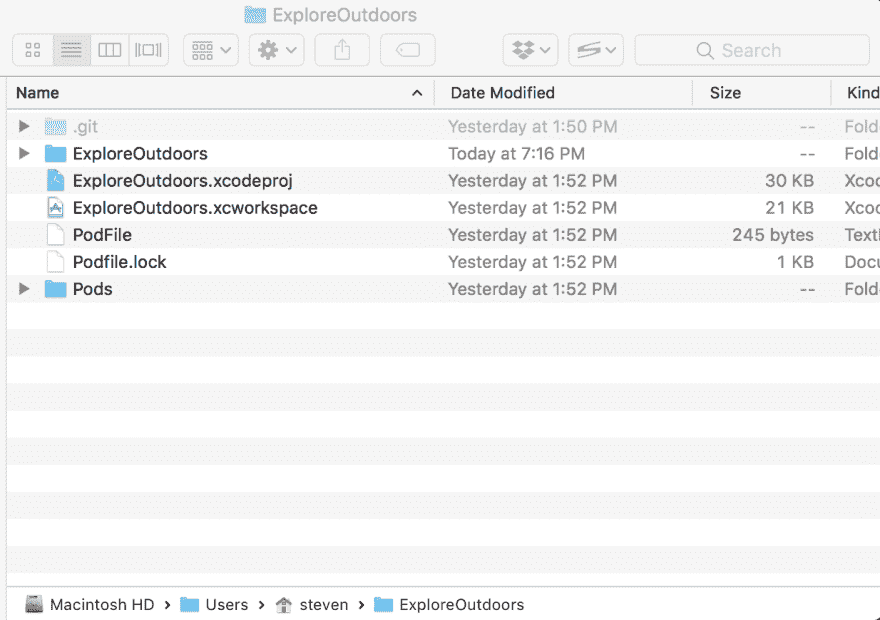 ExploreOutdoors
Search
Name Date Modified Size Kind
.git Yesterday at 1:50 PM -- Fold
ExploreOutdoors Today at 7:16 PM -- Fold
ExploreOutdoors.xcodeproj Yesterday at 1:52 PM 30 KB Xcod
ExploreOutdoors.xcworkspace Yesterday at 1:52 PM 21 KB Xcod
PodFile Yesterday at 1:52 PM 245 bytes TextE
Podfile.lock Yesterday at 1:52 PM 1 KB Docu
Pods Yesterday at 1:52 PM -- Fold
Macintosh HD › Users › steven › ExploreOutdoors